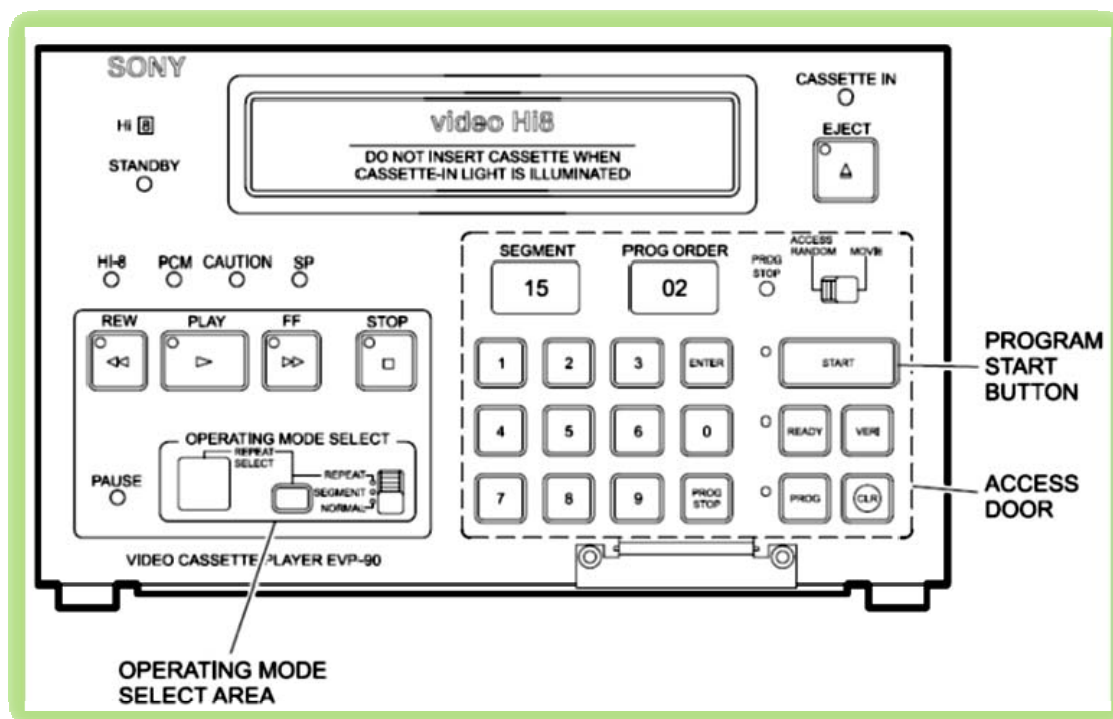 SONY
Hi 8
STANDBY
video Hi8
DO NOT INSERT CASSETTE WHEN
CASSETTE-IN LIGHT IS ILLUMINATED
CASSETTE IN
EJECT
HI-8 PCM CAUTION SP
REW PLAY FF STOP
OPERATING MODE SELECT
REPEAT
SELECT
REPEAT
SEGMENT
NORMAL
PAUSE
VIDEO CASSETTE PLAYER EVP-90
SEGMENT PROG ORDER
15 02
PROG
STOP
ACCESS
RANDOM MOVIE
1 2 3 ENTER START
4 5 6 0 READY VERI
7 8 9 PROG STOP PROG CLR
PROGRAM
START
BUTTON
ACCESS
DOOR
OPERATING MODE
SELECT AREA